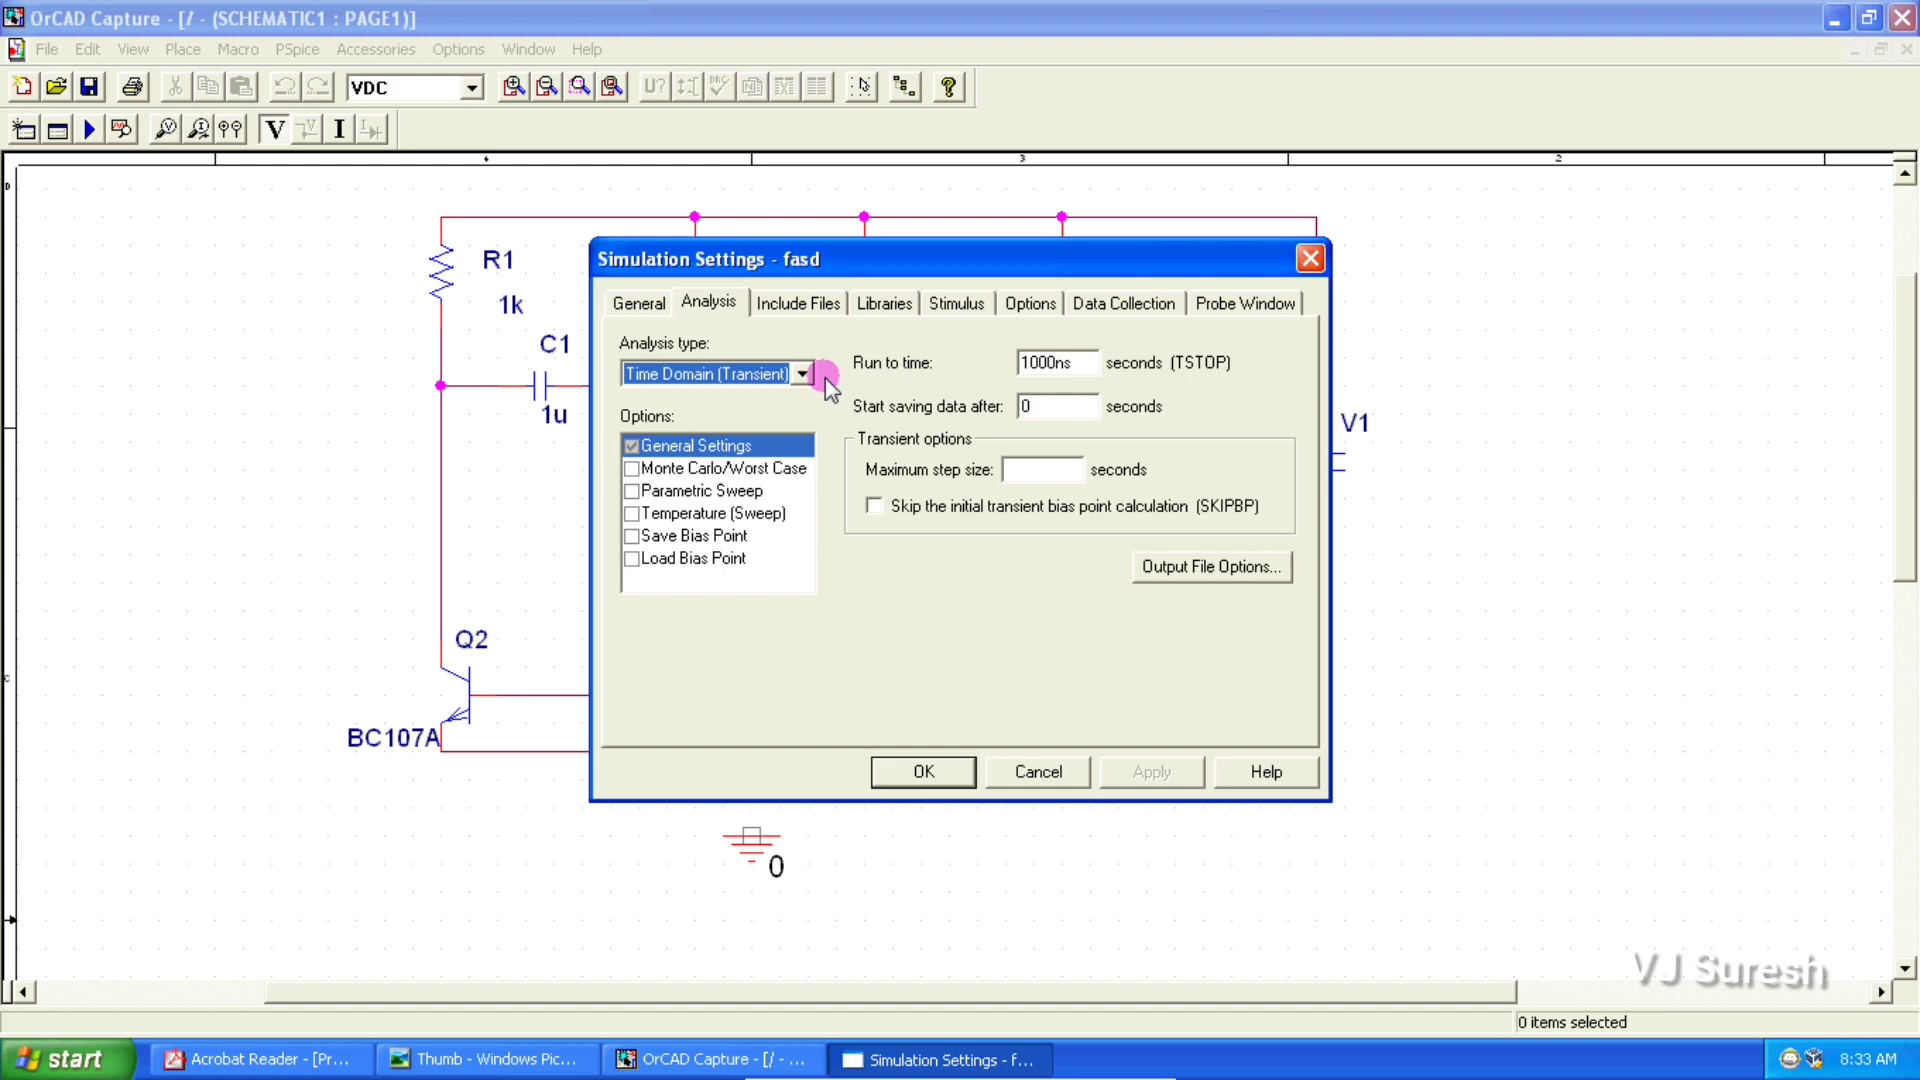 OrCAD Capture - [/ - (SCHEMATIC1 : PAGE1)]
File Edit View Place Macro PSpice Accessories Options Window Help
VDC
U? DRC
V V I I
4 3 2
D
R1
1k
C1
1u
Simulation Settings - fasd
General Analysis Include Files Libraries Stimulus Options Data Collection Probe Window
Analysis type:
Time Domain (Transient)
Run to time: 1000ns seconds (TSTOP)
Start saving data after: 0 seconds
Options:
General Settings
Monte Carlo/Worst Case
Parametric Sweep
Temperature (Sweep)
Save Bias Point
Load Bias Point
Transient options
Maximum step size: seconds
Skip the initial transient bias point calculation (SKIPBP)
Output File Options...
OK Cancel Apply Help
V1
C
Q2
BC107A
0
VJ Suresh
0 items selected
start Acrobat Reader - [Pr... Thumb - Windows Pic... OrCAD Capture - [/ - ... Simulation Settings - f... 8:33 AM